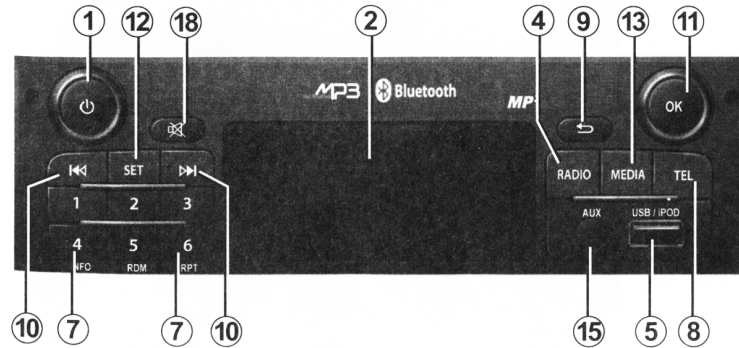 1 12 18 2 4 9 13 11
MP3 Bluetooth MP
OK
SET
RADIO MEDIA TEL
1 2 3
AUX USB / iPOD
4 5 6
NFO RDM RPT
10 7 7 10 15 5 8